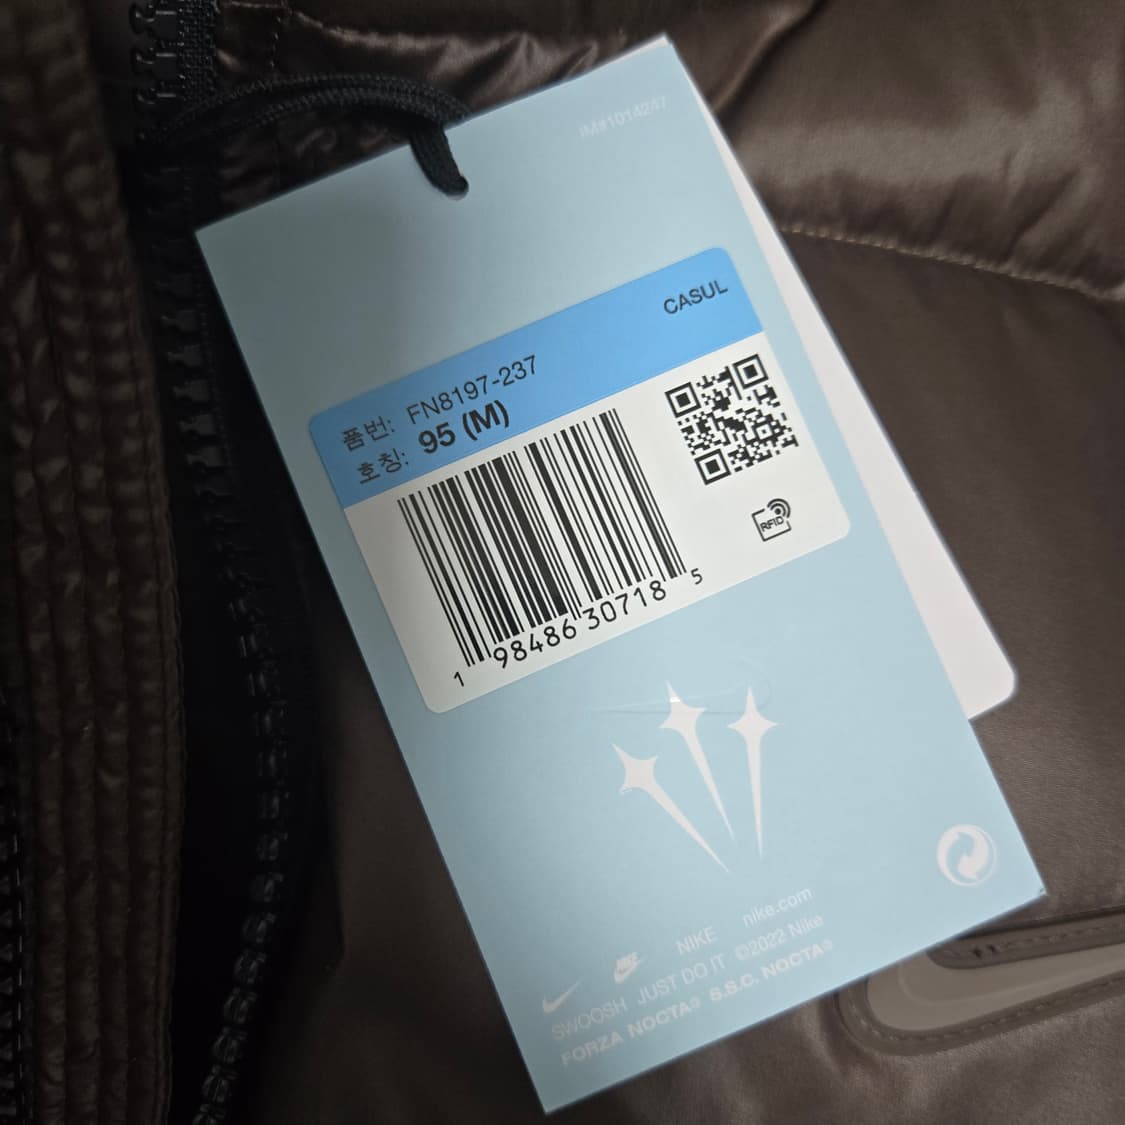 IM#1014247
CASUL
품번: FN8197-237
호칭: 95 (M)
RFID
1 98486 30718 5
NIKE NIKE nike.com
SWOOSH JUST DO IT ©2022 Nike
FORZA NOCTA® S.S.C. NOCTA®